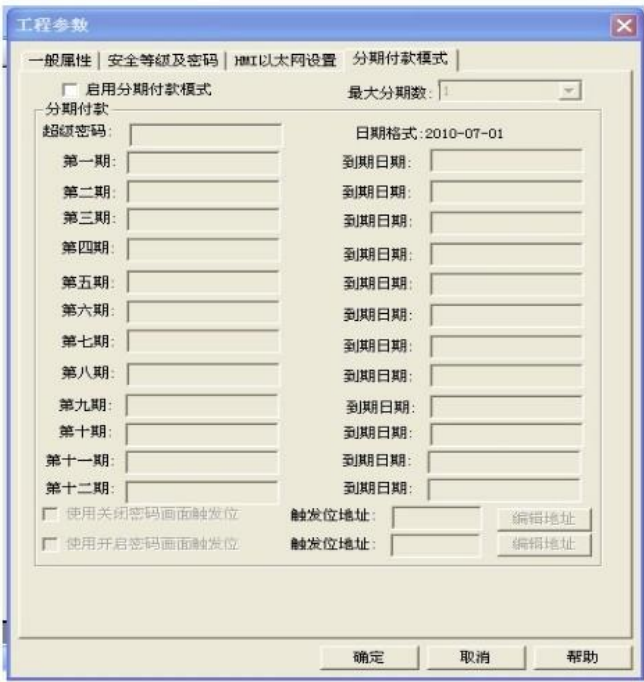 工程参数
一般属性 安全等级及密码 HMI以太网设置 分期付款模式
启用分期付款模式 最大分期数: 1
分期付款
超级密码: 日期格式:2010-07-01
第一期: 到期日期:
第二期: 到期日期:
第三期: 到期日期:
第四期: 到期日期:
第五期: 到期日期:
第六期: 到期日期:
第七期: 到期日期:
第八期: 到期日期:
第九期: 到期日期:
第十期: 到期日期:
第十一期: 到期日期:
第十二期: 到期日期:
使用关闭密码画面触发位 触发位地址: 编辑地址
使用开启密码画面触发位 触发位地址: 编辑地址
确定 取消 帮助